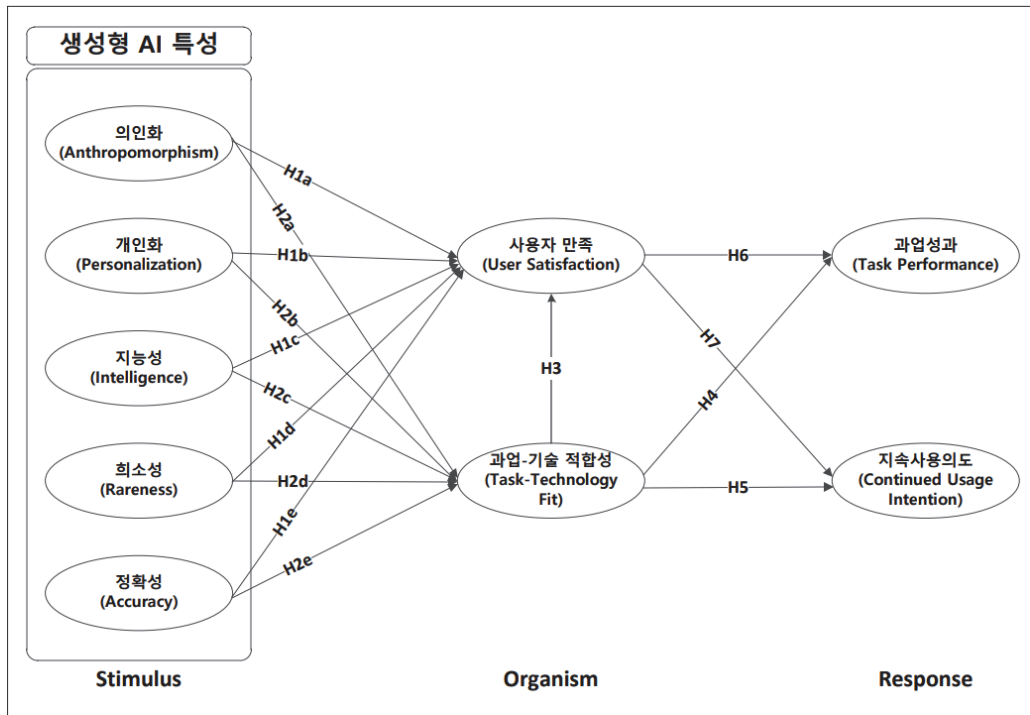 생성형 AI 특성
의인화
(Anthropomorphism)
H1a
H2a
개인화
(Personalization)
H1b
H2b
사용자 만족
(User Satisfaction)
H6
과업성과
(Task Performance)
지능성
(Intelligence)
H1c
H2c
H3
H7
H4
희소성
(Rareness)
H1d
H2d
과업-기술 적합성
(Task-Technology
Fit)
H5
지속사용의도
(Continued Usage
Intention)
정확성
(Accuracy)
H1e
H2e
Stimulus
Organism
Response